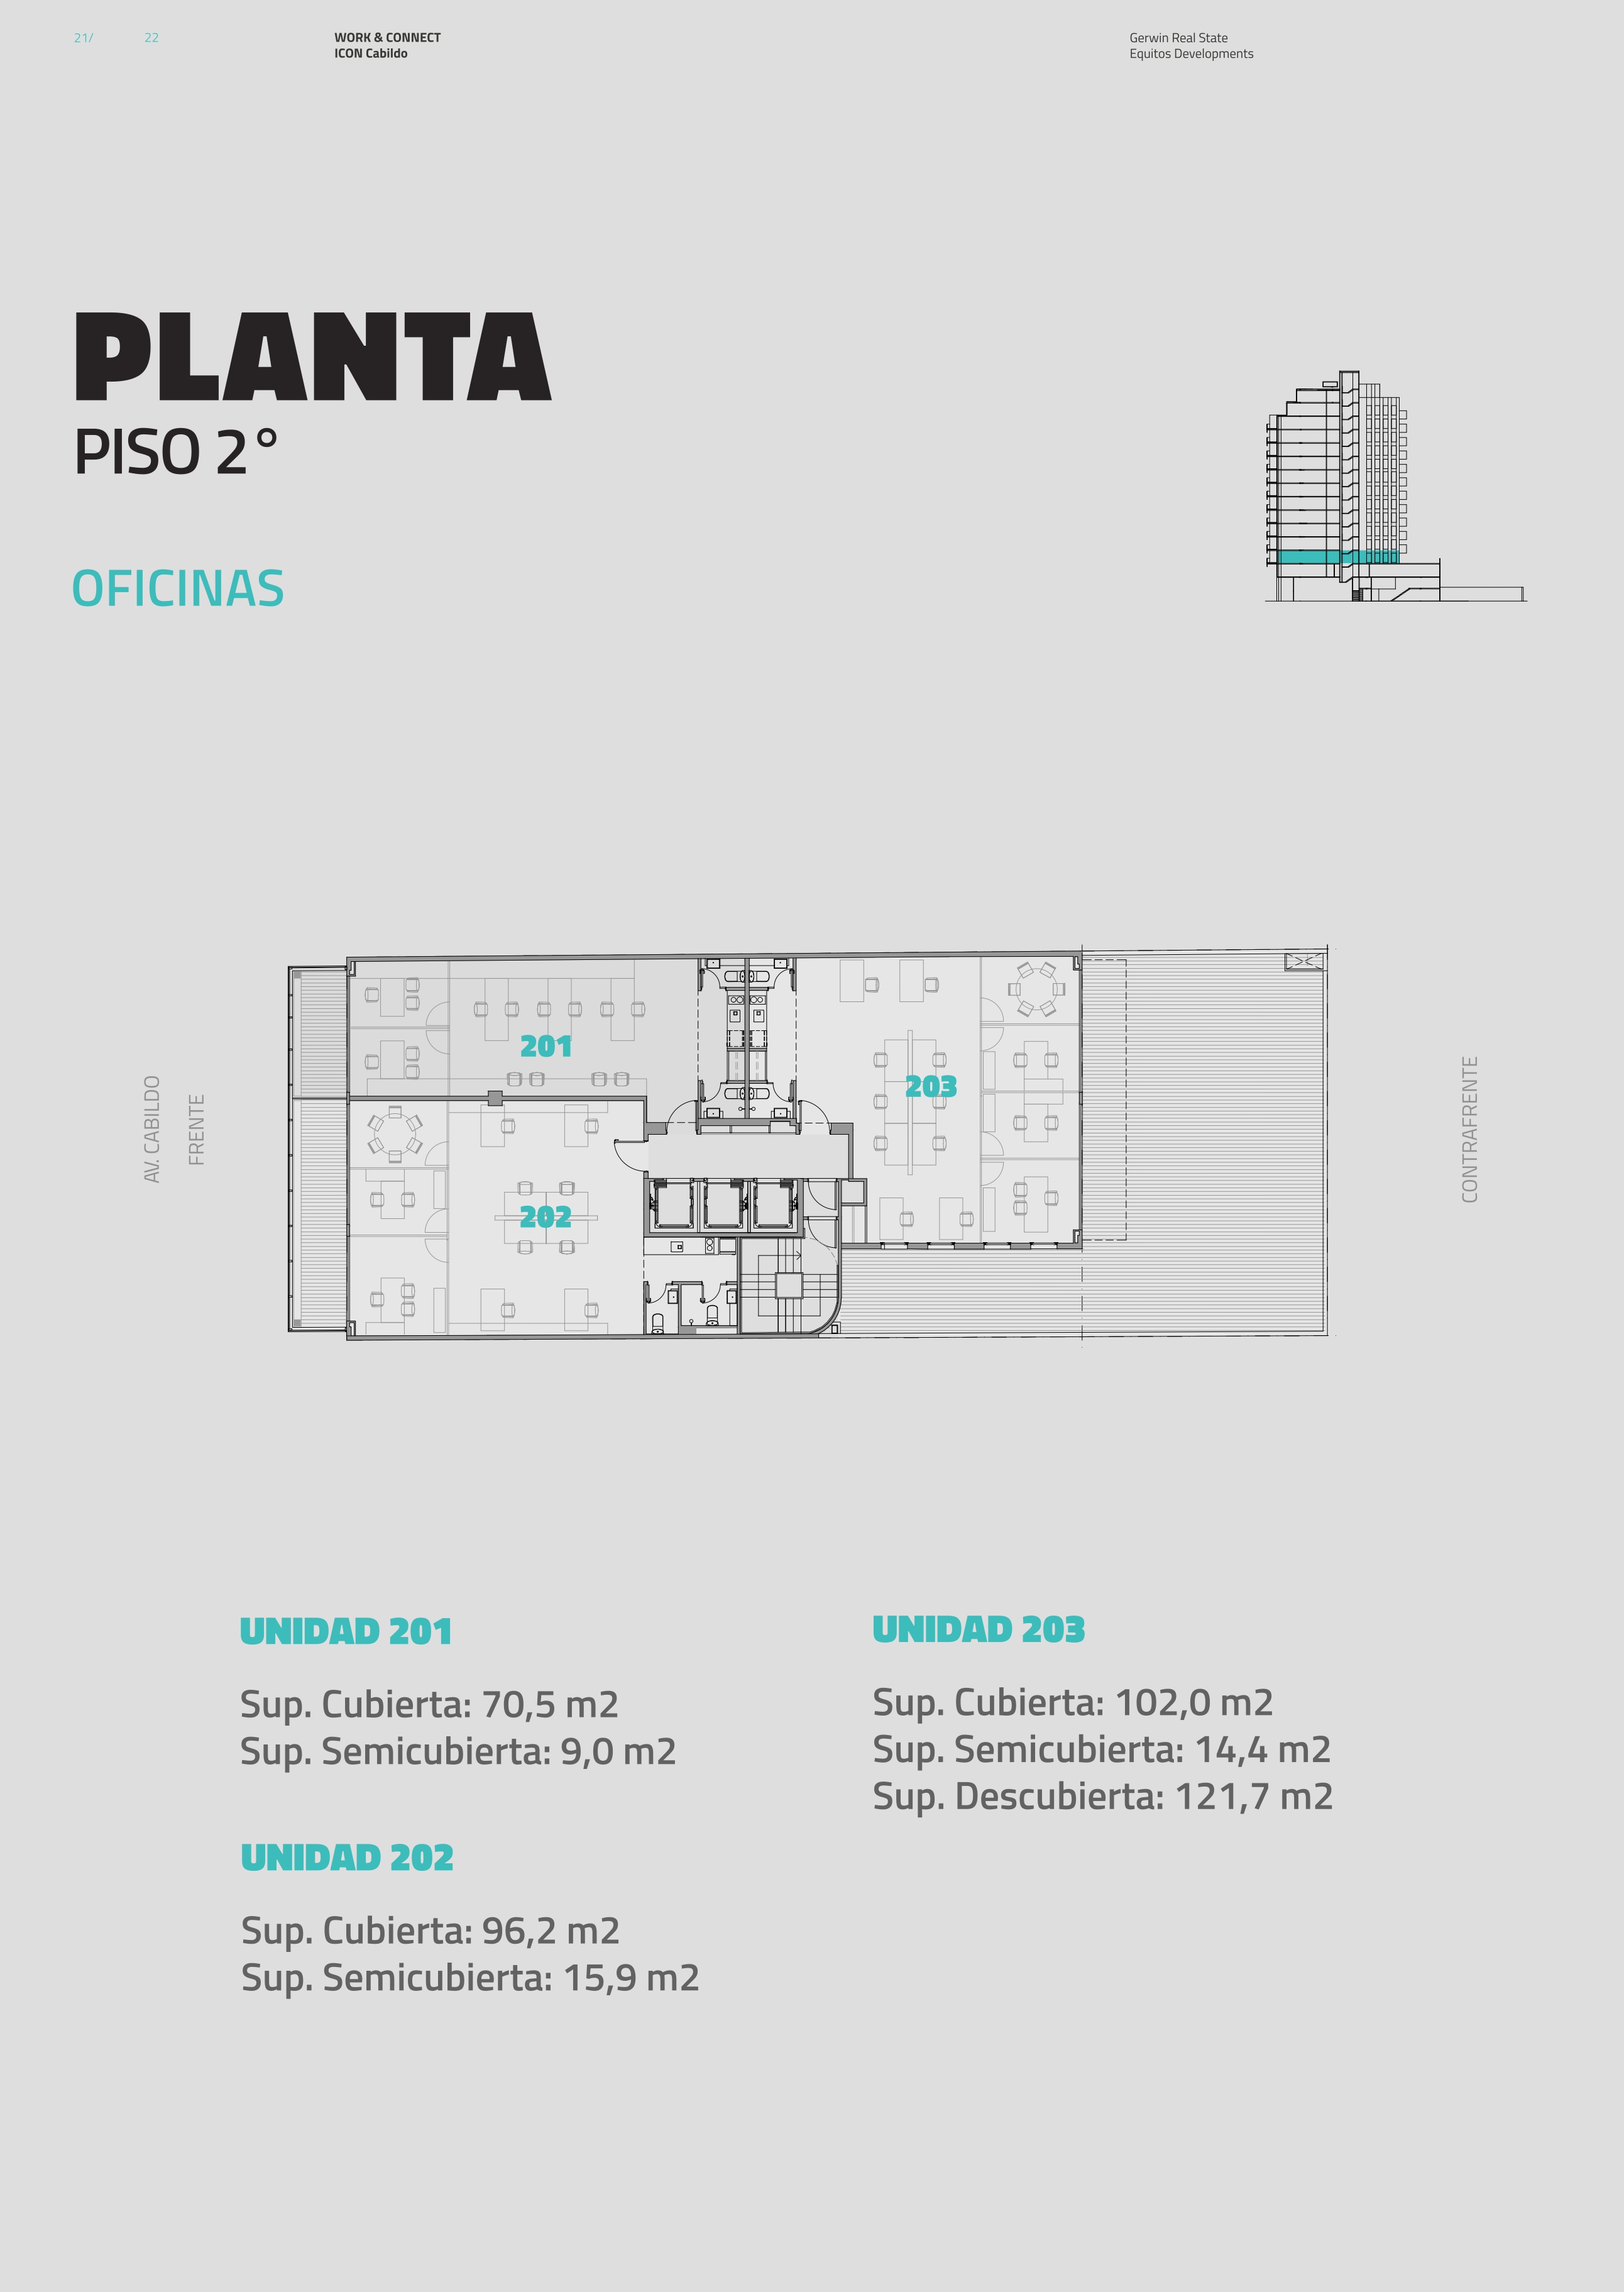 21/ 22
WORK & CONNECT
ICON Cabildo
Gerwin Real State
Equitos Developments
PLANTA
PISO 2°
OFICINAS
AV. CABILDO
FRENTE
201
202
203
CONTRAFRENTE
UNIDAD 201
Sup. Cubierta: 70,5 m2
Sup. Semicubierta: 9,0 m2
UNIDAD 202
Sup. Cubierta: 96,2 m2
Sup. Semicubierta: 15,9 m2
UNIDAD 203
Sup. Cubierta: 102,0 m2
Sup. Semicubierta: 14,4 m2
Sup. Descubierta: 121,7 m2